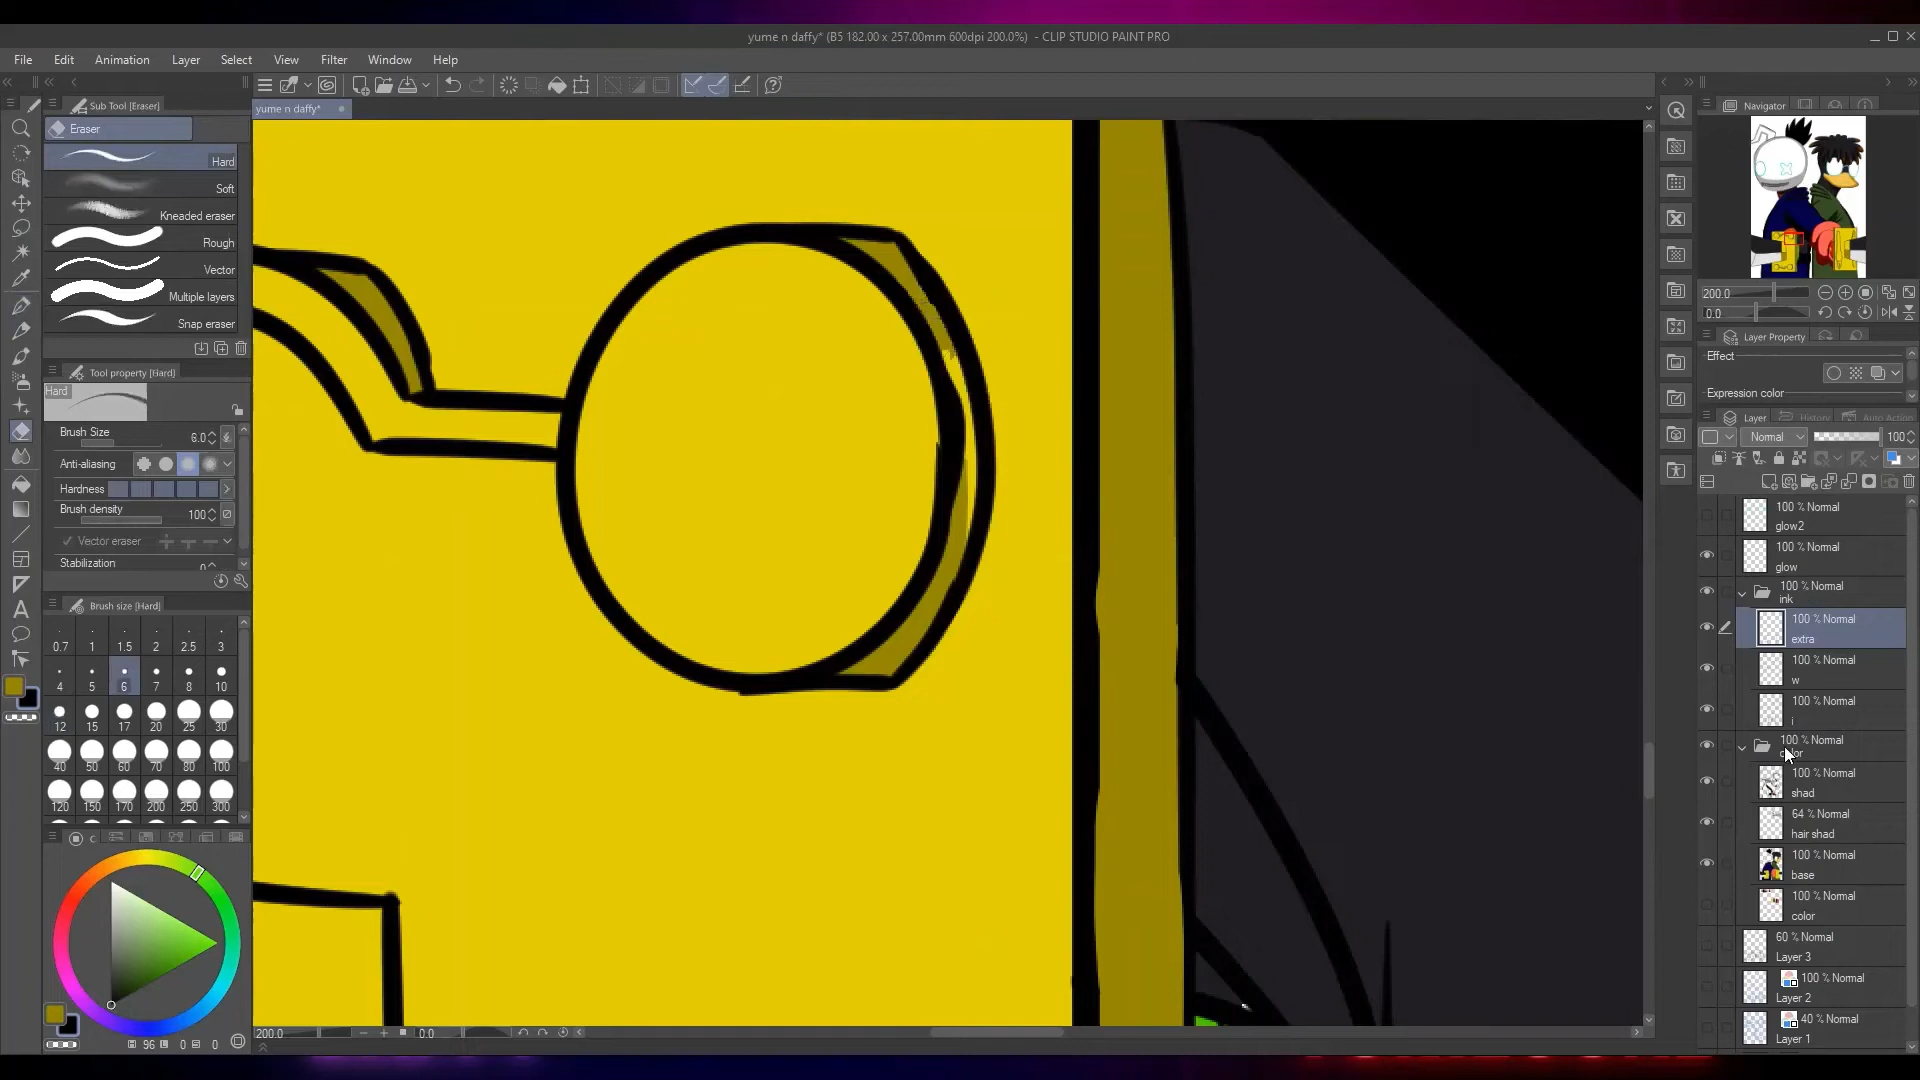 yume n daffy* (B5 182.00 x 257.00mm 600dpi 200.0%) - CLIP STUDIO PAINT PRO
File Edit Animation Layer Select View Filter Window Help
Sub Tool [Eraser]
yume n daffy*
Navigator
Eraser
Hard
Soft
Kneaded eraser
Rough
Vector
Multiple layers
Snap eraser
200.0
0.0
Tool property [Hard]
Layer Property
Hard
Effect
Expression color
Brush Size 6.0
Layer History Auto Action
Normal 100
Anti-aliasing
Hardness
Brush density 100
Vector eraser
Stabilization
100 % Normal
glow2
100 % Normal
glow
100 % Normal
ink
100 % Normal
extra
100 % Normal
w
100 % Normal
i
100 % Normal
color
100 % Normal
shad
64 % Normal
hair shad
100 % Normal
base
100 % Normal
color
60 % Normal
Layer 3
100 % Normal
Layer 2
40 % Normal
Layer 1
Brush size [Hard]
0.7 1 1.5 2 2.5 3
4 5 6 7 8 10
12 15 17 20 25 30
40 50 60 70 80 100
120 150 170 200 250 300
96 L 0 S 0
200.0 0.0